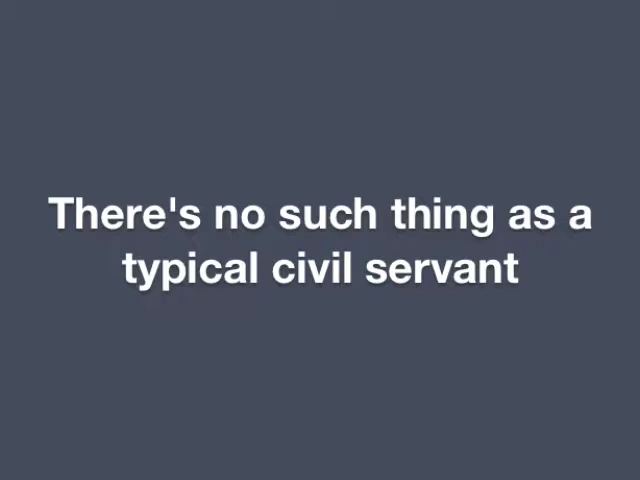 There's no such thing as a
typical civil servant